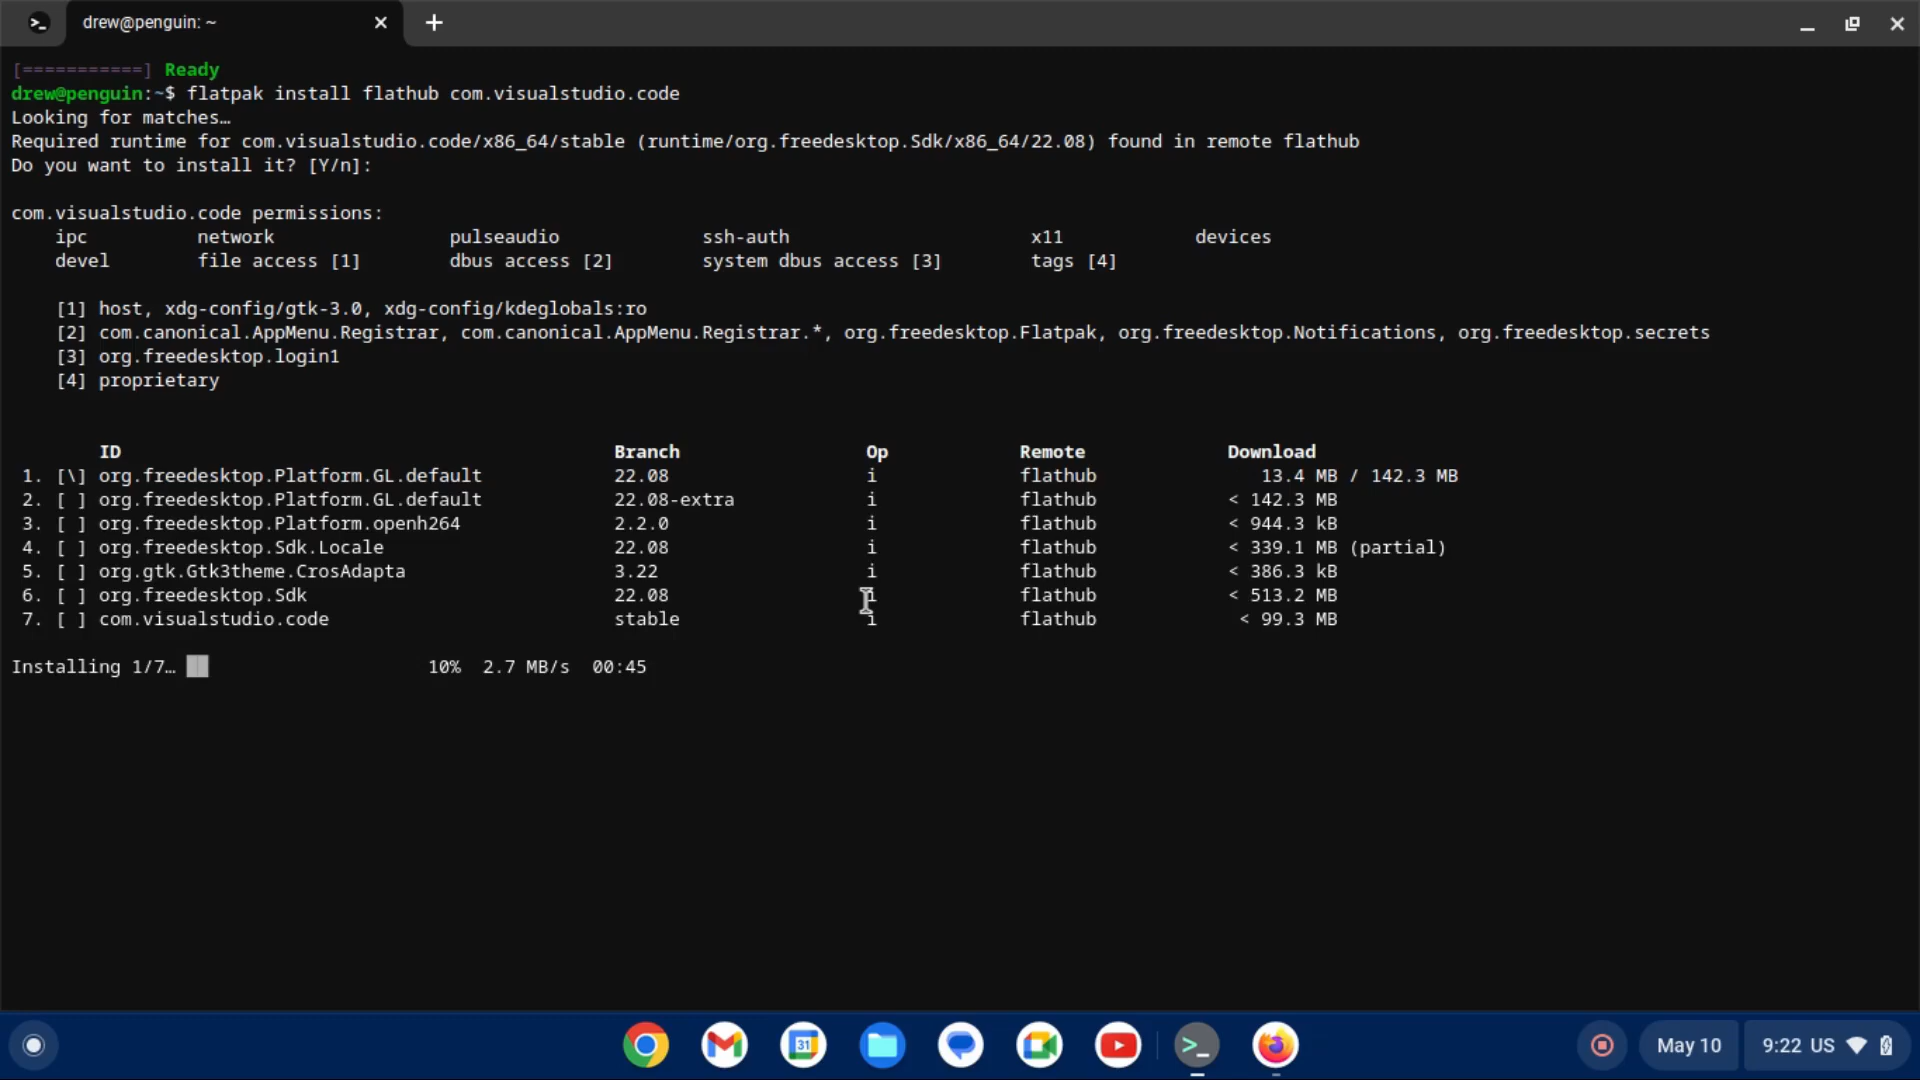 drew@penguin: ~
[===========] Ready
drew@penguin:~$ flatpak install flathub com.visualstudio.code
Looking for matches…
Required runtime for com.visualstudio.code/x86_64/stable (runtime/org.freedesktop.Sdk/x86_64/22.08) found in remote flathub
Do you want to install it? [Y/n]:
com.visualstudio.code permissions:
ipc network pulseaudio ssh-auth x11 devices
devel file access [1] dbus access [2] system dbus access [3] tags [4]
[1] host, xdg-config/gtk-3.0, xdg-config/kdeglobals:ro
[2] com.canonical.AppMenu.Registrar, com.canonical.AppMenu.Registrar.*, org.freedesktop.Flatpak, org.freedesktop.Notifications, org.freedesktop.secrets
[3] org.freedesktop.login1
[4] proprietary
ID Branch Op Remote Download
1. [\] org.freedesktop.Platform.GL.default 22.08 i flathub 13.4 MB / 142.3 MB
2. [ ] org.freedesktop.Platform.GL.default 22.08-extra i flathub < 142.3 MB
3. [ ] org.freedesktop.Platform.openh264 2.2.0 i flathub < 944.3 kB
4. [ ] org.freedesktop.Sdk.Locale 22.08 i flathub < 339.1 MB (partial)
5. [ ] org.gtk.Gtk3theme.CrosAdapta 3.22 i flathub < 386.3 kB
6. [ ] org.freedesktop.Sdk 22.08 i flathub < 513.2 MB
7. [ ] com.visualstudio.code stable i flathub < 99.3 MB
Installing 1/7… 10% 2.7 MB/s 00:45
31
May 10 9:22 US